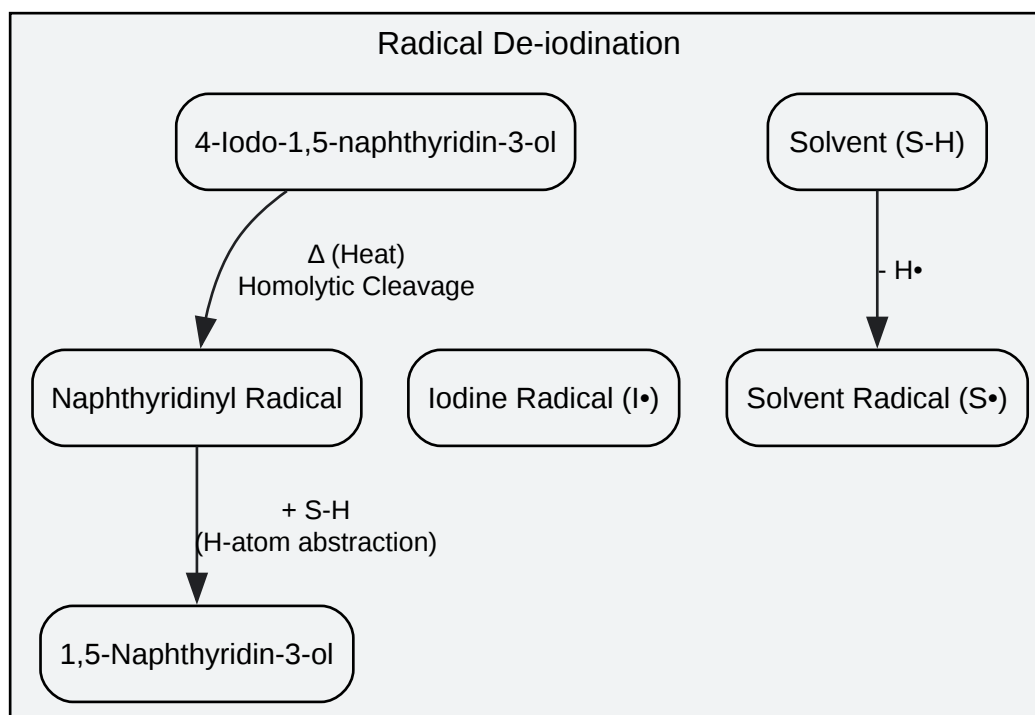 Radical De-iodination
4-Iodo-1,5-naphthyridin-3-ol
Solvent (S-H)
Δ (Heat)
Homolytic Cleavage
- H•
Naphthyridinyl Radical
Iodine Radical (I•)
Solvent Radical (S•)
+ S-H
(H-atom abstraction)
1,5-Naphthyridin-3-ol